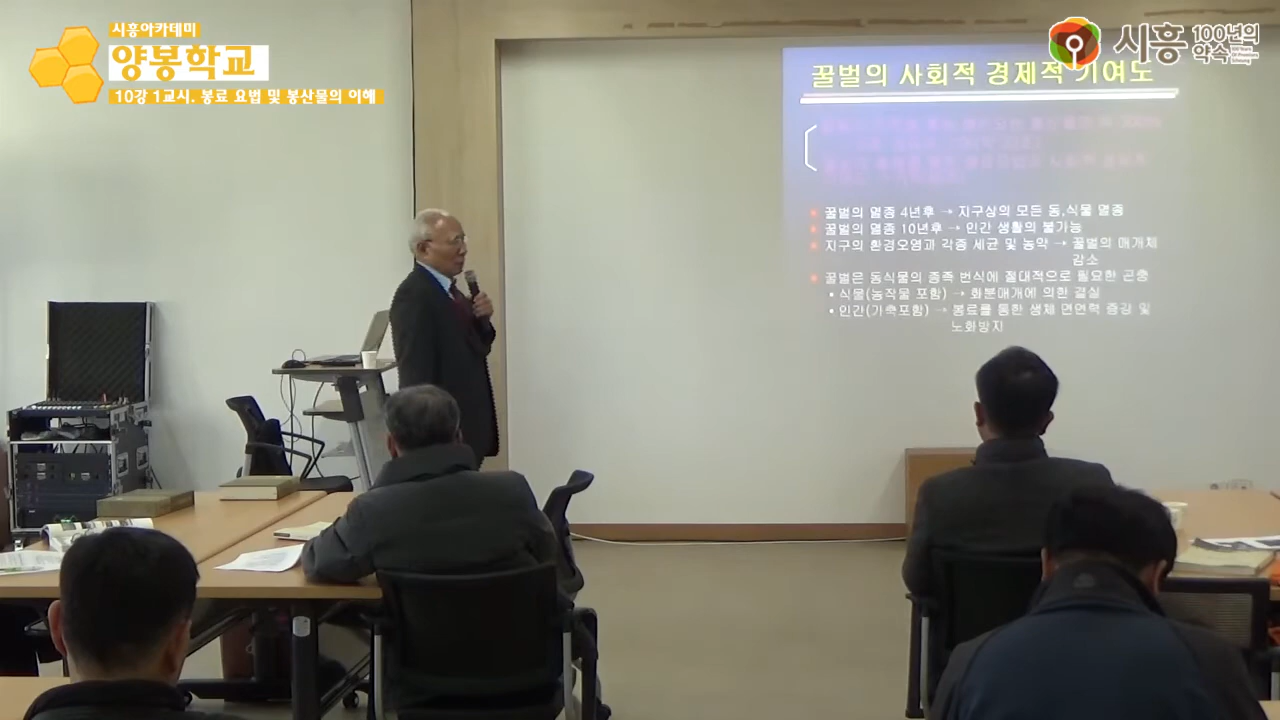 시흥아카데미
양봉학교
10강 1교시. 봉료 요법 및 봉산물의 이해
시흥 100년의 약속
꿀벌의 사회적 경제적 기여도
꿀벌의 멸종 4년후 → 지구상의 모든 동,식물 멸종
꿀벌의 멸종 10년후 → 인간 생활의 불가능
지구의 환경오염과 각종 세균 및 농약 → 꿀벌의 매개체
감소
꿀벌은 동식물의 종족 번식에 절대적으로 필요한 곤충
• 식물(농작물 포함) → 화분매개에 의한 결실
• 인간(가축포함) → 봉료를 통한 생체 면연력 증강 및
노화방지